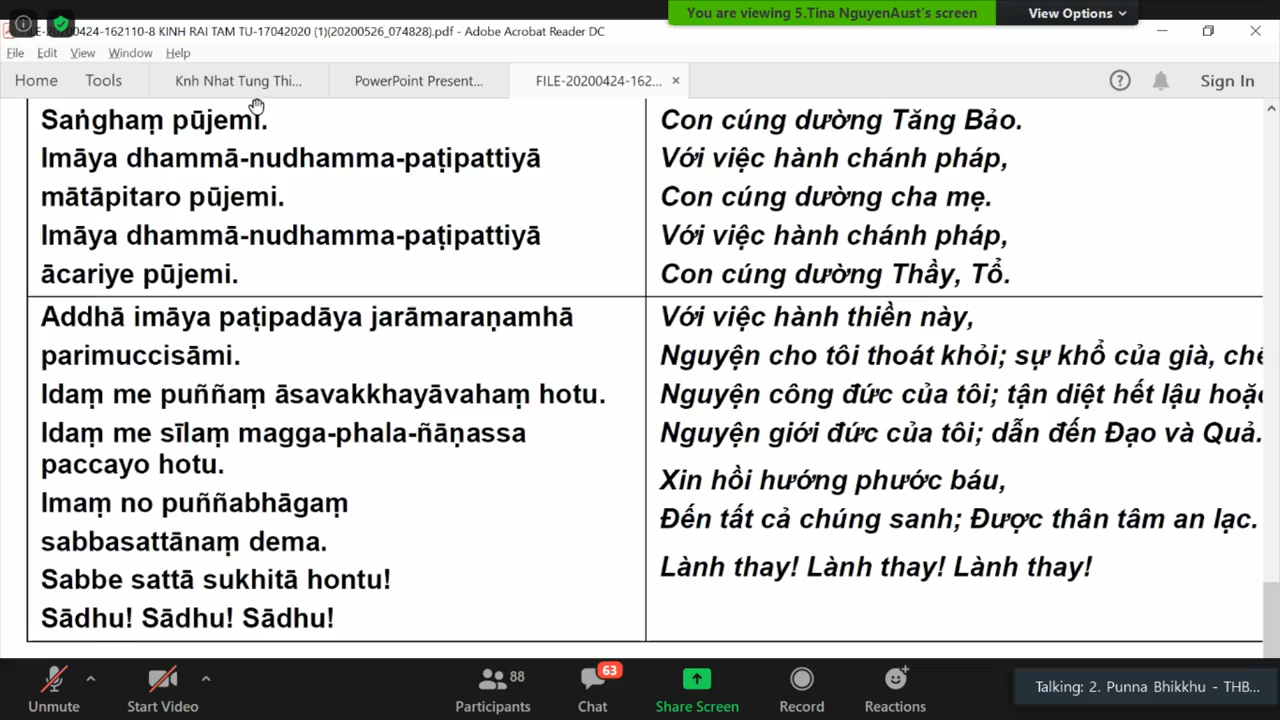 You are viewing 5.Tina NguyenAust's screen
View Options
FILE-20200424-162110-8 KINH RAI TAM TU-17042020 (1)(20200526_074828).pdf - Adobe Acrobat Reader DC
File Edit View Window Help
Home Tools Knh Nhat Tung Thi... PowerPoint Present... FILE-20200424-162... Sign In
Saṅghaṃ pūjemi.
Imāya dhammā-nudhamma-paṭipattiyā
mātāpitaro pūjemi.
Imāya dhammā-nudhamma-paṭipattiyā
ācariye pūjemi.
Con cúng dường Tăng Bảo.
Với việc hành chánh pháp,
Con cúng dường cha mẹ.
Với việc hành chánh pháp,
Con cúng dường Thầy, Tổ.
Addhā imāya paṭipadāya jarāmaraṇamhā
parimuccisāmi.
Idaṃ me puññaṃ āsavakkhayāvahaṃ hotu.
Idaṃ me sīlaṃ magga-phala-ñāṇassa
paccayo hotu.
Imaṃ no puññabhāgaṃ
sabbasattānaṃ dema.
Sabbe sattā sukhitā hontu!
Sādhu! Sādhu! Sādhu!
Với việc hành thiền này,
Nguyện cho tôi thoát khỏi; sự khổ của già,
Nguyện công đức của tôi; tận diệt hết lậu
Nguyện giới đức của tôi; dẫn đến Đạo và Quả.
Xin hồi hướng phước báu,
Đến tất cả chúng sanh; Được thân tâm an lạc.
Lành thay! Lành thay! Lành thay!
Unmute
Start Video
88
Participants
63
Chat
Share Screen
Record
Reactions
Talking: 2. Punna Bhikkhu - THB...